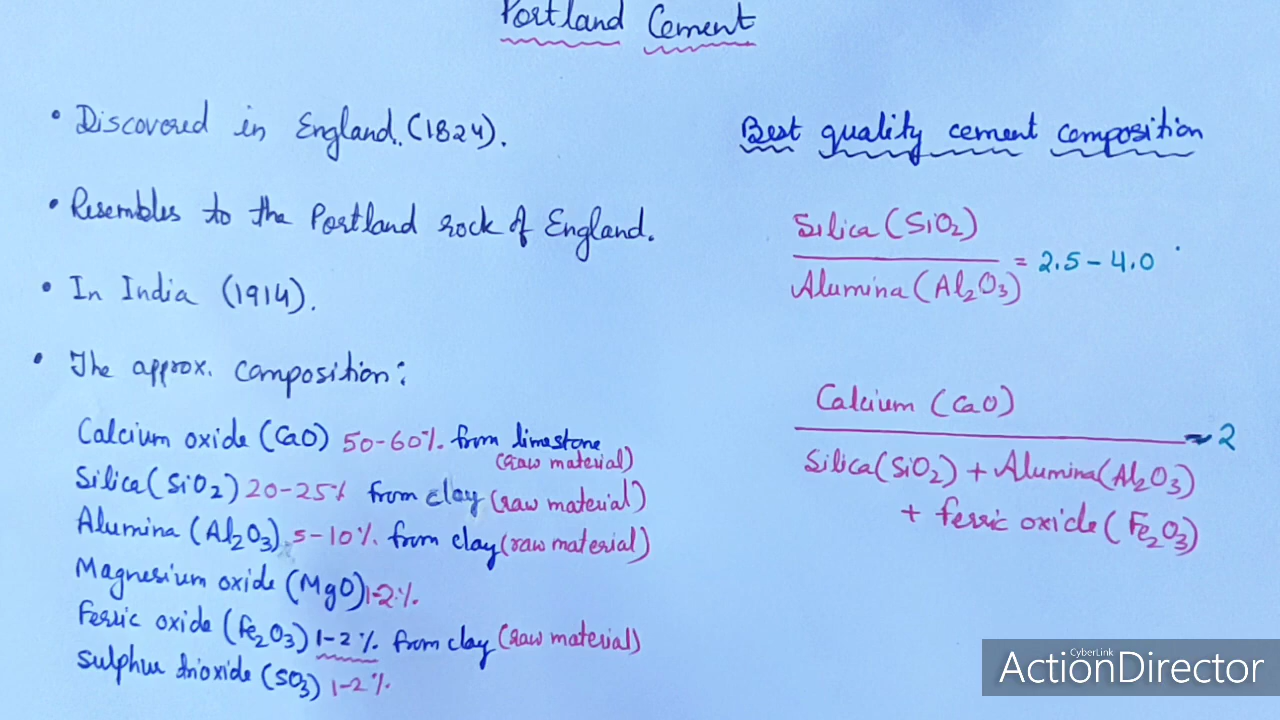 Portland Cement
• Discovered in England. (1824).
• Resembles to the Portland rock of England.
• In India (1914).
• The approx. composition:
Calcium oxide (CaO) 50-60%. from limestone
(raw material)
Silica (SiO2) 20-25% from clay (raw material)
Alumina (Al2O3) 5-10%. from clay (raw material)
Magnesium oxide (MgO) 1-2%.
Ferric oxide (Fe2O3) 1-2%. from clay (raw material)
Sulphur trioxide (SO3) 1-2%.
Best quality cement composition
Silica (SiO2)
Alumina (Al2O3)
= 2.5 - 4.0
Calcium (CaO)
≈ 2
Silica (SiO2) + Alumina (Al2O3)
+ ferric oxide (Fe2O3)
CyberLink
ActionDirector